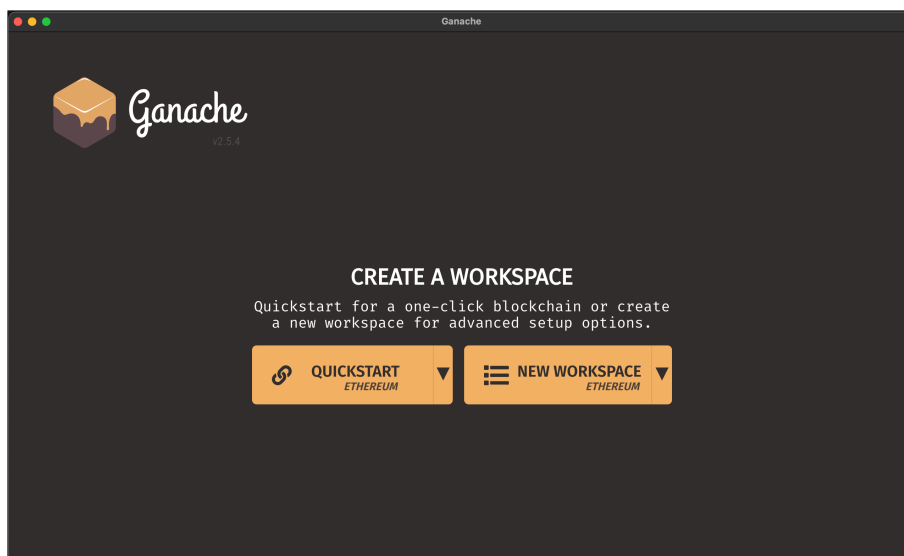 Ganache
Ganache
v2.5.4
CREATE A WORKSPACE
Quickstart for a one-click blockchain or create
a new workspace for advanced setup options.
QUICKSTART
ETHEREUM
NEW WORKSPACE
ETHEREUM